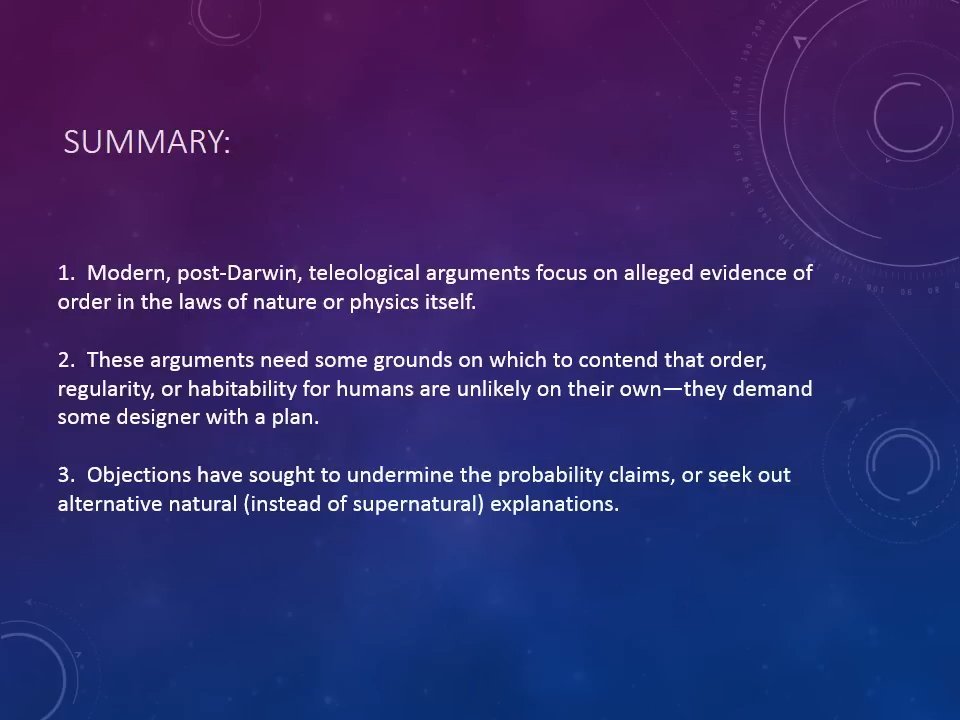 SUMMARY:
1. Modern, post-Darwin, teleological arguments focus on alleged evidence of
order in the laws of nature or physics itself.
2. These arguments need some grounds on which to contend that order,
regularity, or habitability for humans are unlikely on their own—they demand
some designer with a plan.
3. Objections have sought to undermine the probability claims, or seek out
alternative natural (instead of supernatural) explanations.